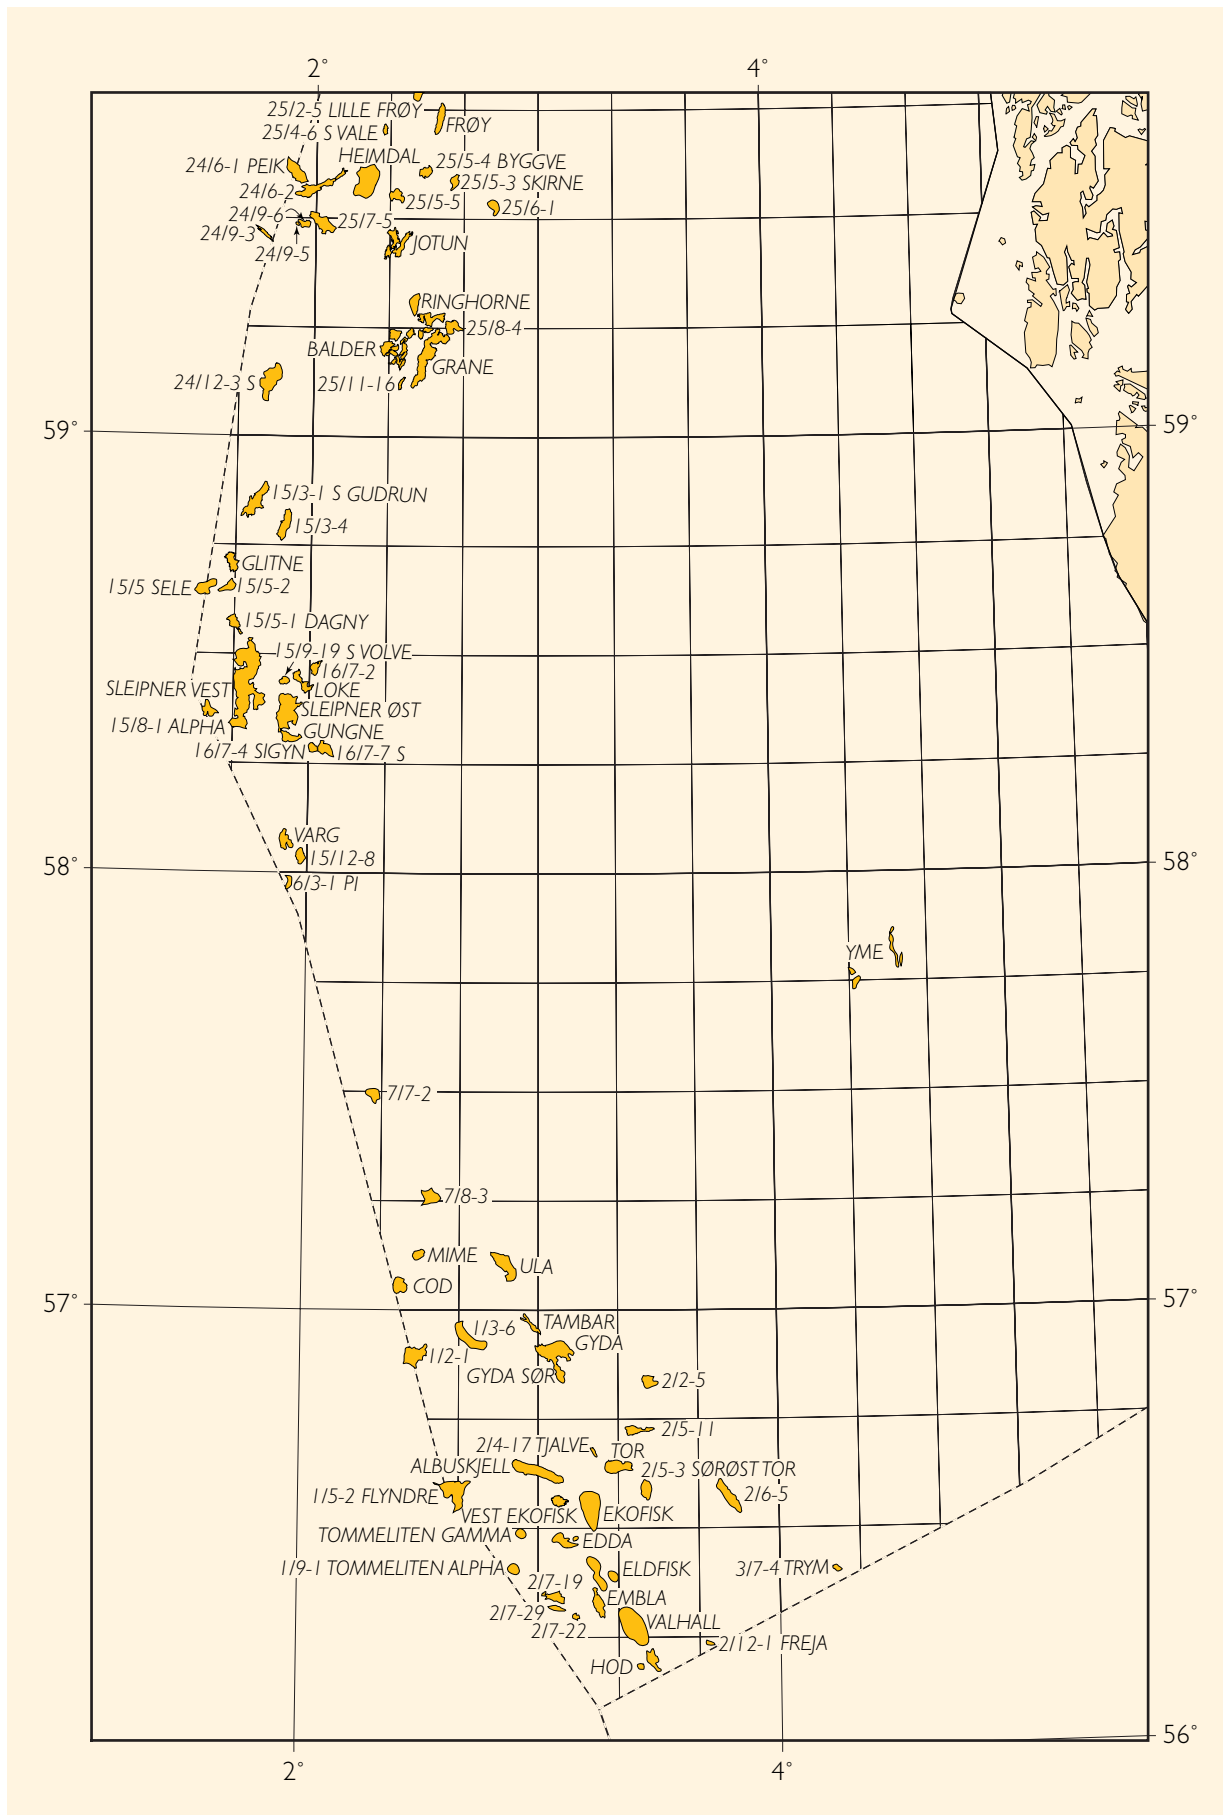 2° 4°
25/2-5 LILLE FRØY
FRØY
25/4-6 S VALE
HEIMDAL
24/6-1 PEIK
25/5-4 BYGGVE
25/5-3 SKIRNE
24/6-2
25/5-5
25/6-1
24/9-6
25/7-5
24/9-3
24/9-5
JOTUN
RINGHORNE
25/8-4
BALDER
GRANE
24/12-3 S
25/11-16
59° 59°
15/3-1 S GUDRUN
15/3-4
GLITNE
15/5 SELE
15/5-2
15/5-1 DAGNY
15/9-19 S VOLVE
16/7-2
SLEIPNER VEST
LOKE
SLEIPNER ØST
15/8-1 ALPHA
GUNGNE
16/7-4 SIGYN
16/7-7 S
VARG
15/12-8
58° 58°
6/3-1 PI
YME
7/7-2
7/8-3
MIME
ULA
COD
57° 57°
TAMBAR
1/3-6
GYDA
1/2-1
GYDA SØR
2/2-5
2/5-11
2/4-17 TJALVE
TOR
ALBUSKJELL
2/5-3 SØRØST TOR
1/5-2 FLYNDRE
2/6-5
VEST EKOFISK
EKOFISK
TOMMELITEN GAMMA
EDDA
1/9-1 TOMMELITEN ALPHA
ELDFISK
3/7-4 TRYM
2/7-19
EMBLA
2/7-29
VALHALL
2/7-22
2/12-1 FREJA
HOD
56°
2° 4°